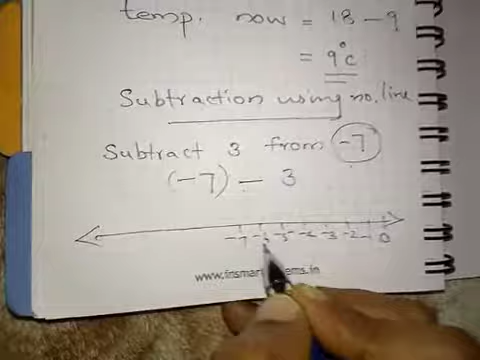 temp. now = 18 - 9
= 9°c
Subtraction using no. line
Subtract 3 from -7
(-7) - 3
-7 -6 -5 -4 -3 -2 -1 0